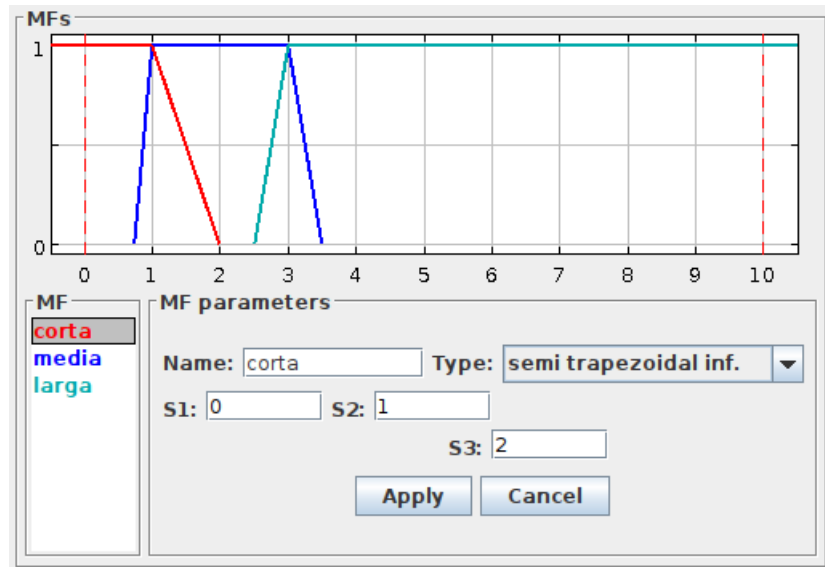 MFs
1
0
0 1 2 3 4 5 6 7 8 9 10
MF
corta
media
larga
MF parameters
Name: corta Type: semi trapezoidal inf.
S1: 0 S2: 1
S3: 2
Apply Cancel